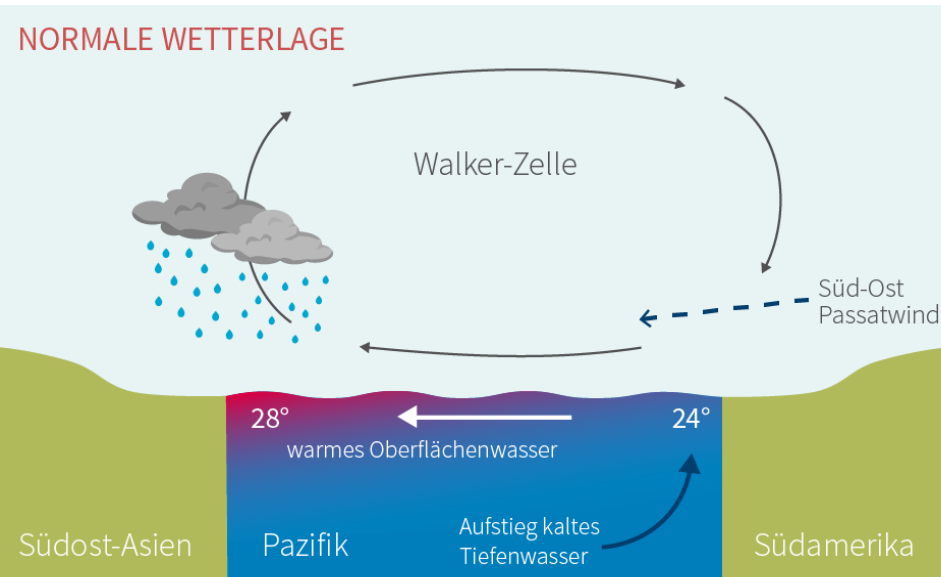 NORMALE WETTERLAGE
Walker-Zelle
Süd-Ost
Passatwind
28°
24°
warmes Oberflächenwasser
Aufstieg kaltes
Tiefenwasser
Südost-Asien
Pazifik
Südamerika